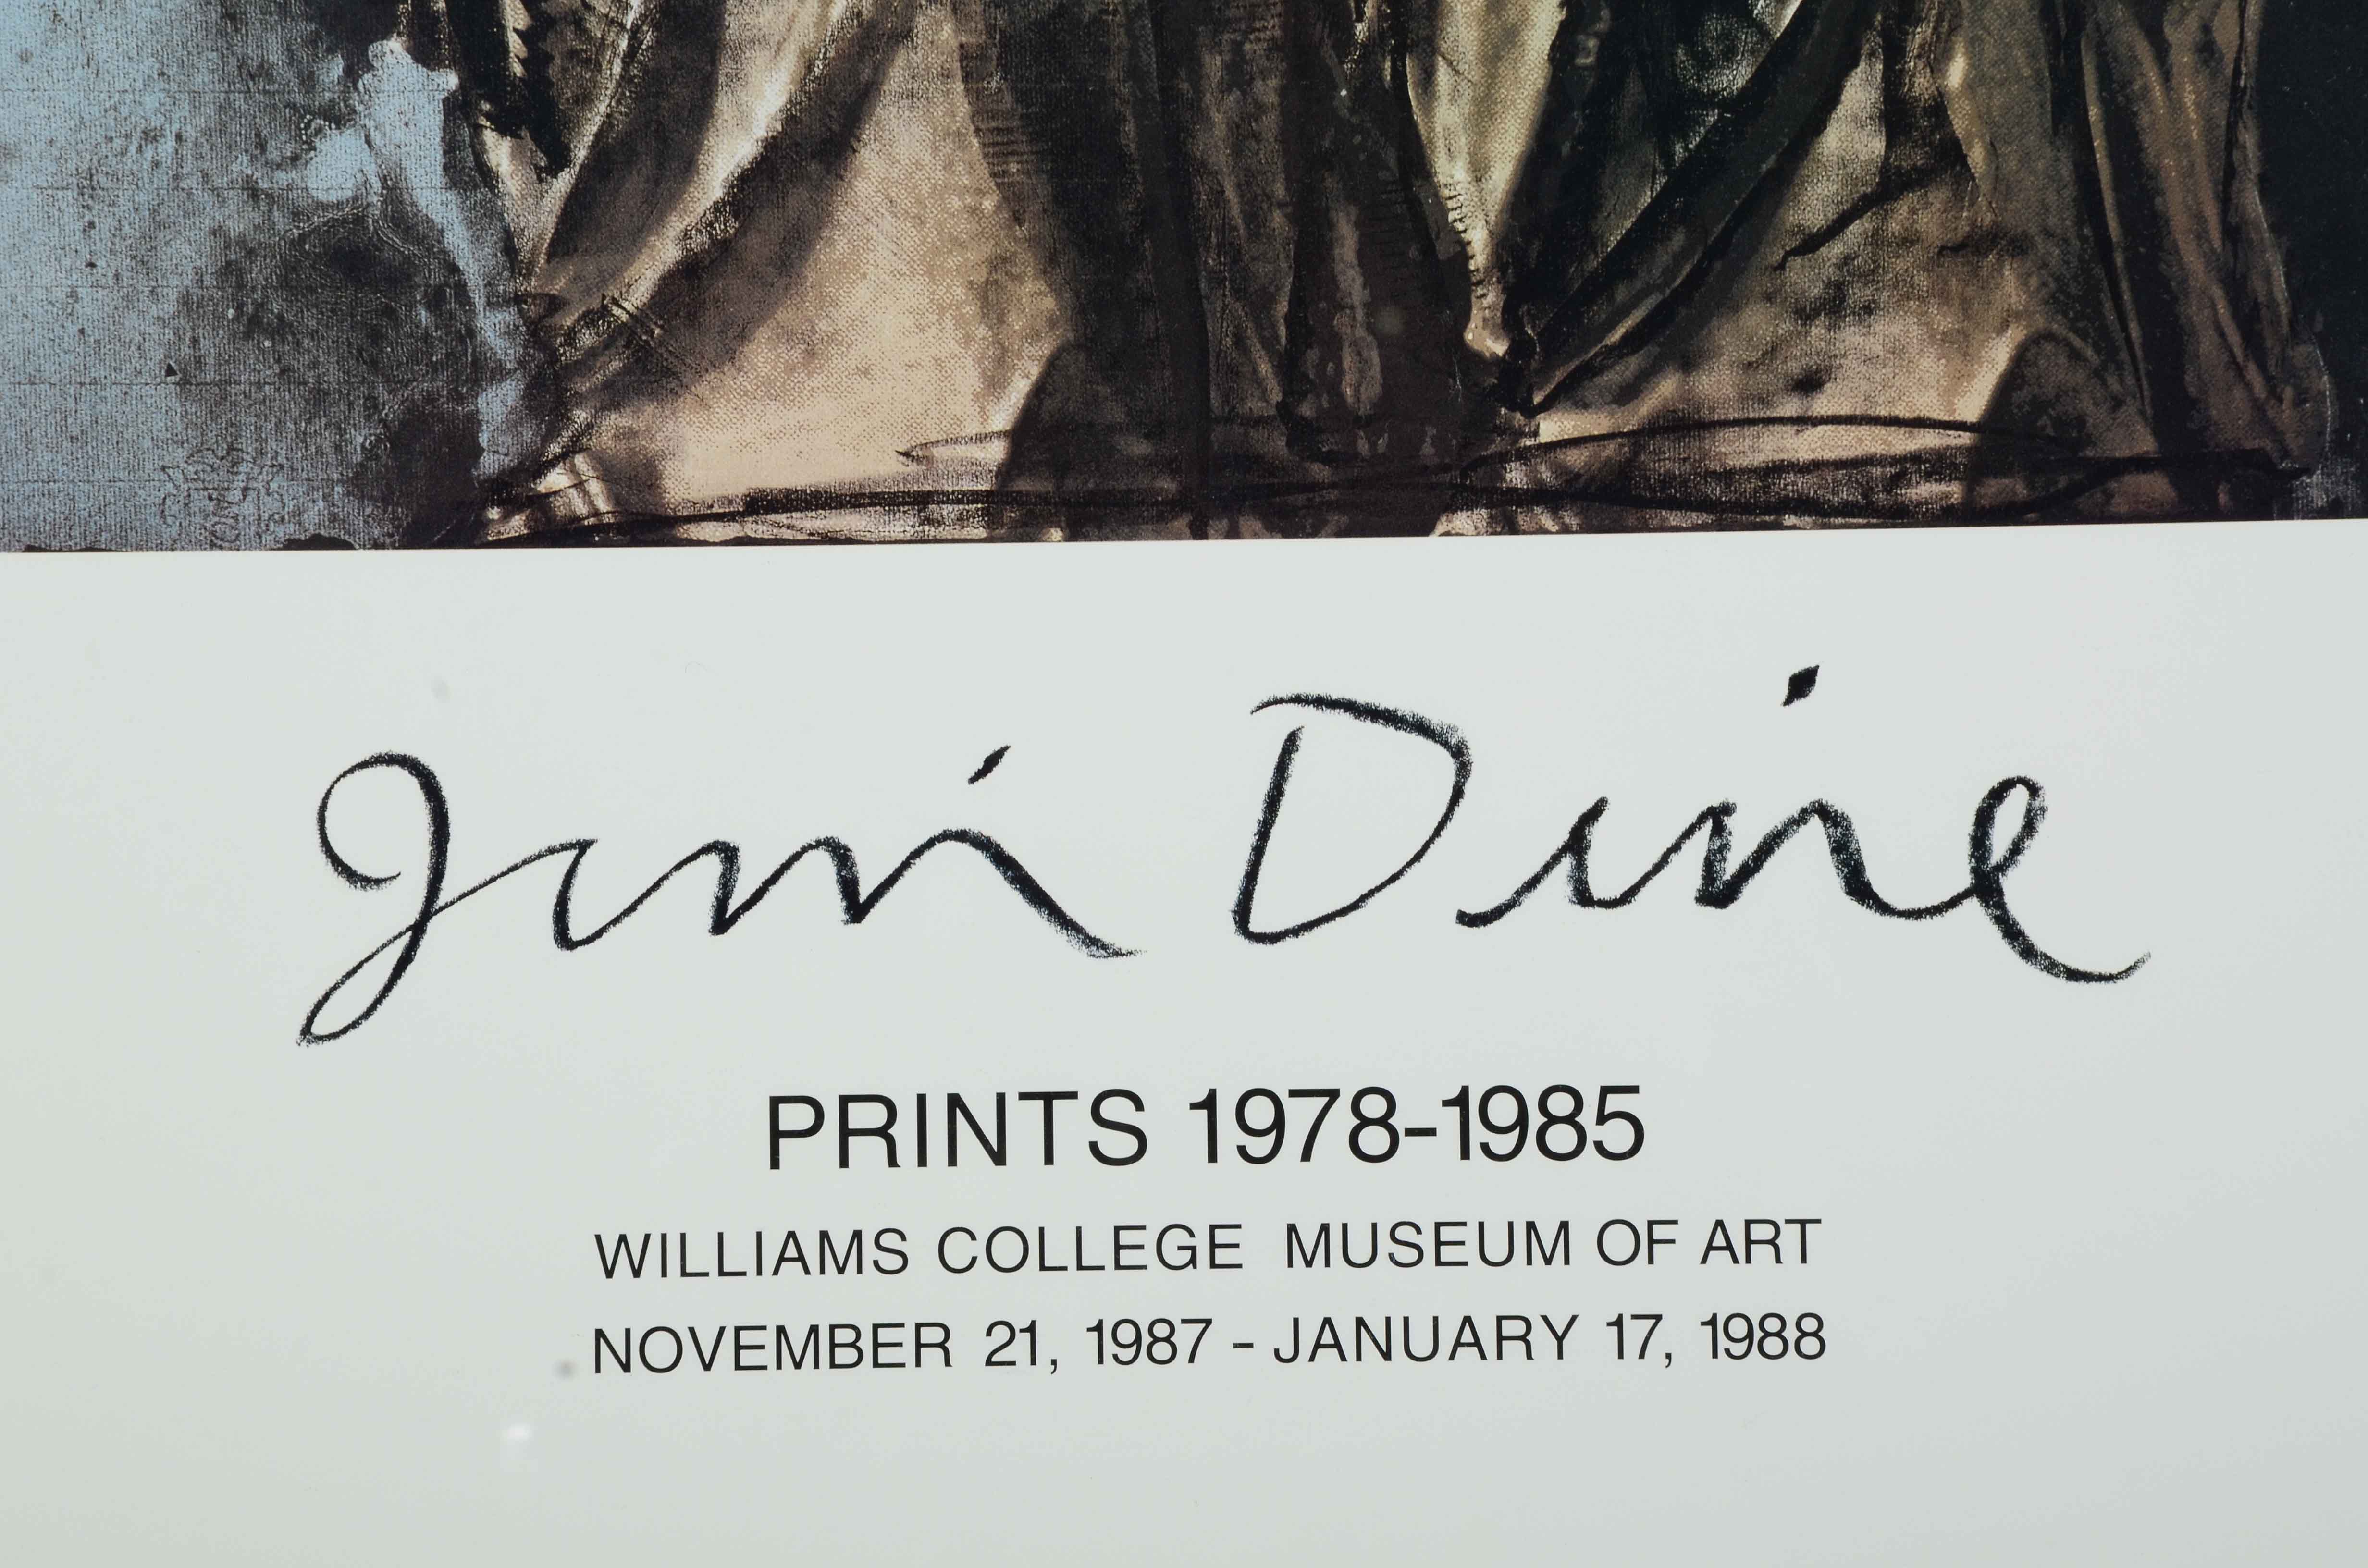 Jim Dine
PRINTS 1978-1985
WILLIAMS COLLEGE MUSEUM OF ART
NOVEMBER 21, 1987 - JANUARY 17, 1988